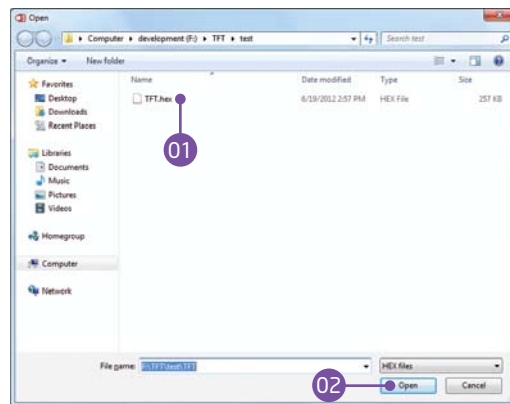 Open
Computer ▸ development (F:) ▸ TFT ▸ test
Search test
Organize
New folder
Name
Date modified
Type
Size
Favorites
Desktop
Downloads
Recent Places
Libraries
Documents
Music
Pictures
Videos
Homegroup
Computer
Network
TFT.hex
6/19/2012 2:57 PM
HEX File
257 KB
01
File name:
F:\TFT\test\TFT
HEX files
02
Open
Cancel